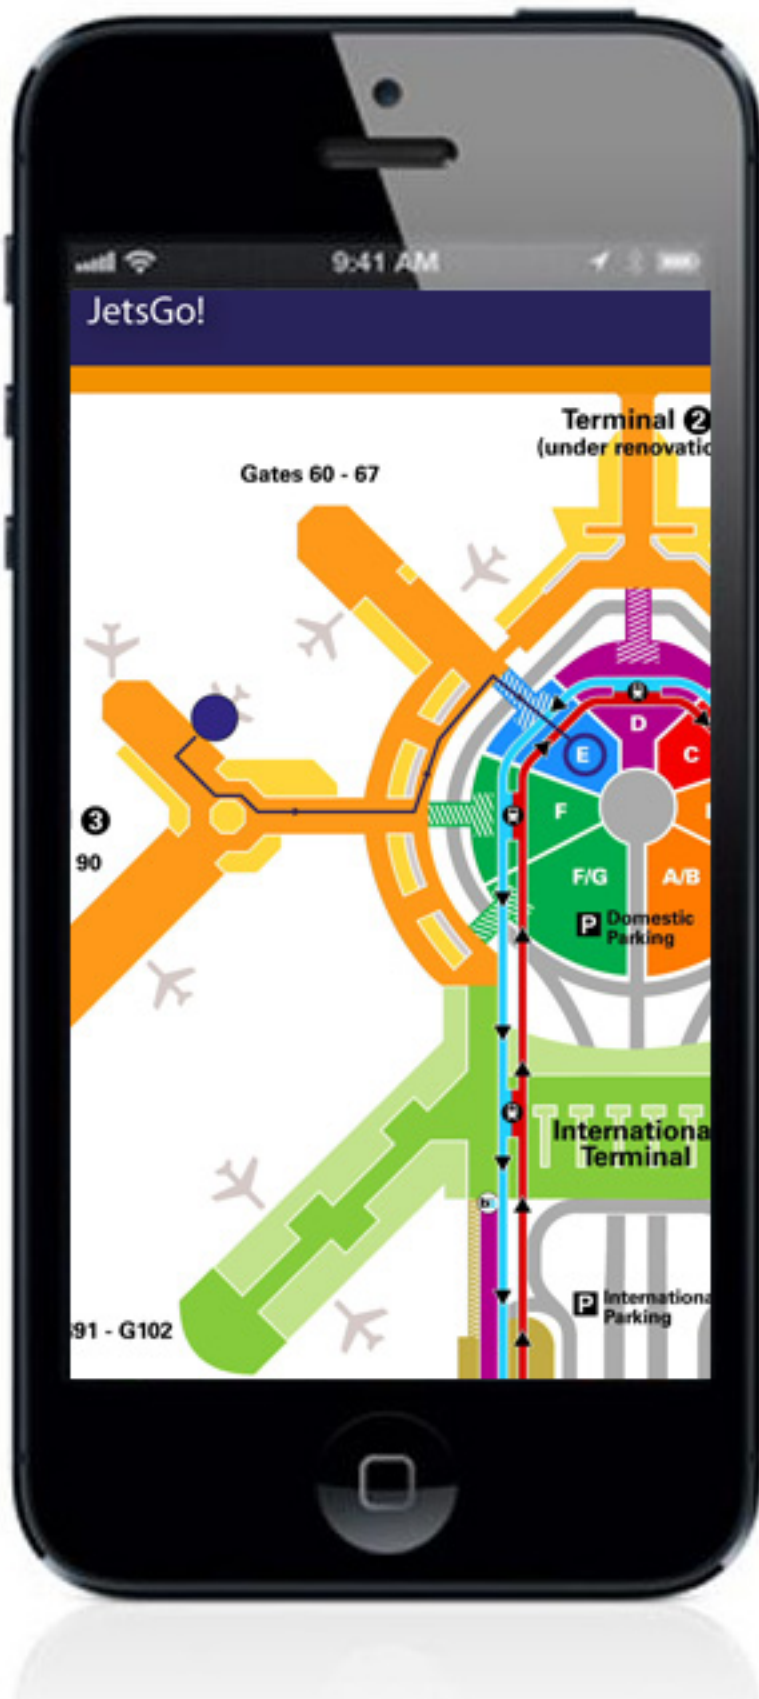 9:41 AM
JetsGo!
Terminal 2
(under renovatio
Gates 60 - 67
D
E
C
3
F
90
F/G
A/B
P Domestic
Parking
Internationa
Terminal
P Internationa
Parking
91 - G102